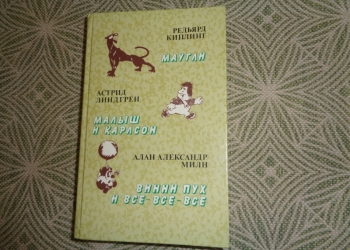 РЕДЬЯРД
КИПЛИНГ
МАУГЛИ
АСТРИД
ЛИНДГРЕН
МАЛЫШ
И КАРЛСОН
АЛАН АЛЕКСАНДР
МИЛН
ВИННИ ПУХ
И ВСЕ-ВСЕ-ВСЕ